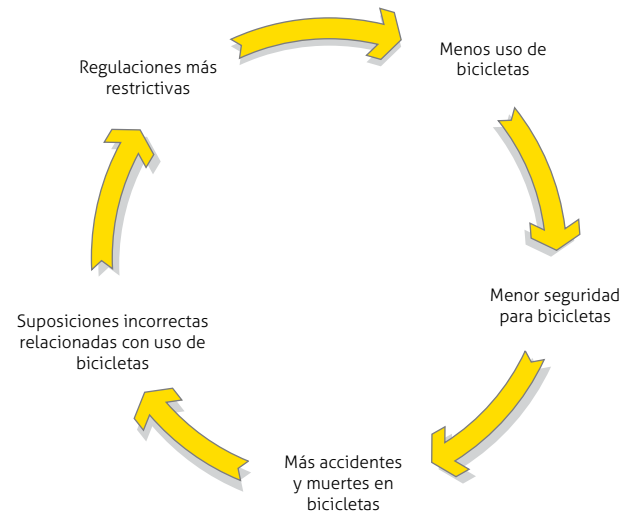 Regulaciones más
restrictivas
Menos uso de
bicicletas
Menor seguridad
para bicicletas
Más accidentes
y muertes en
bicicletas
Suposiciones incorrectas
relacionadas con uso de
bicicletas